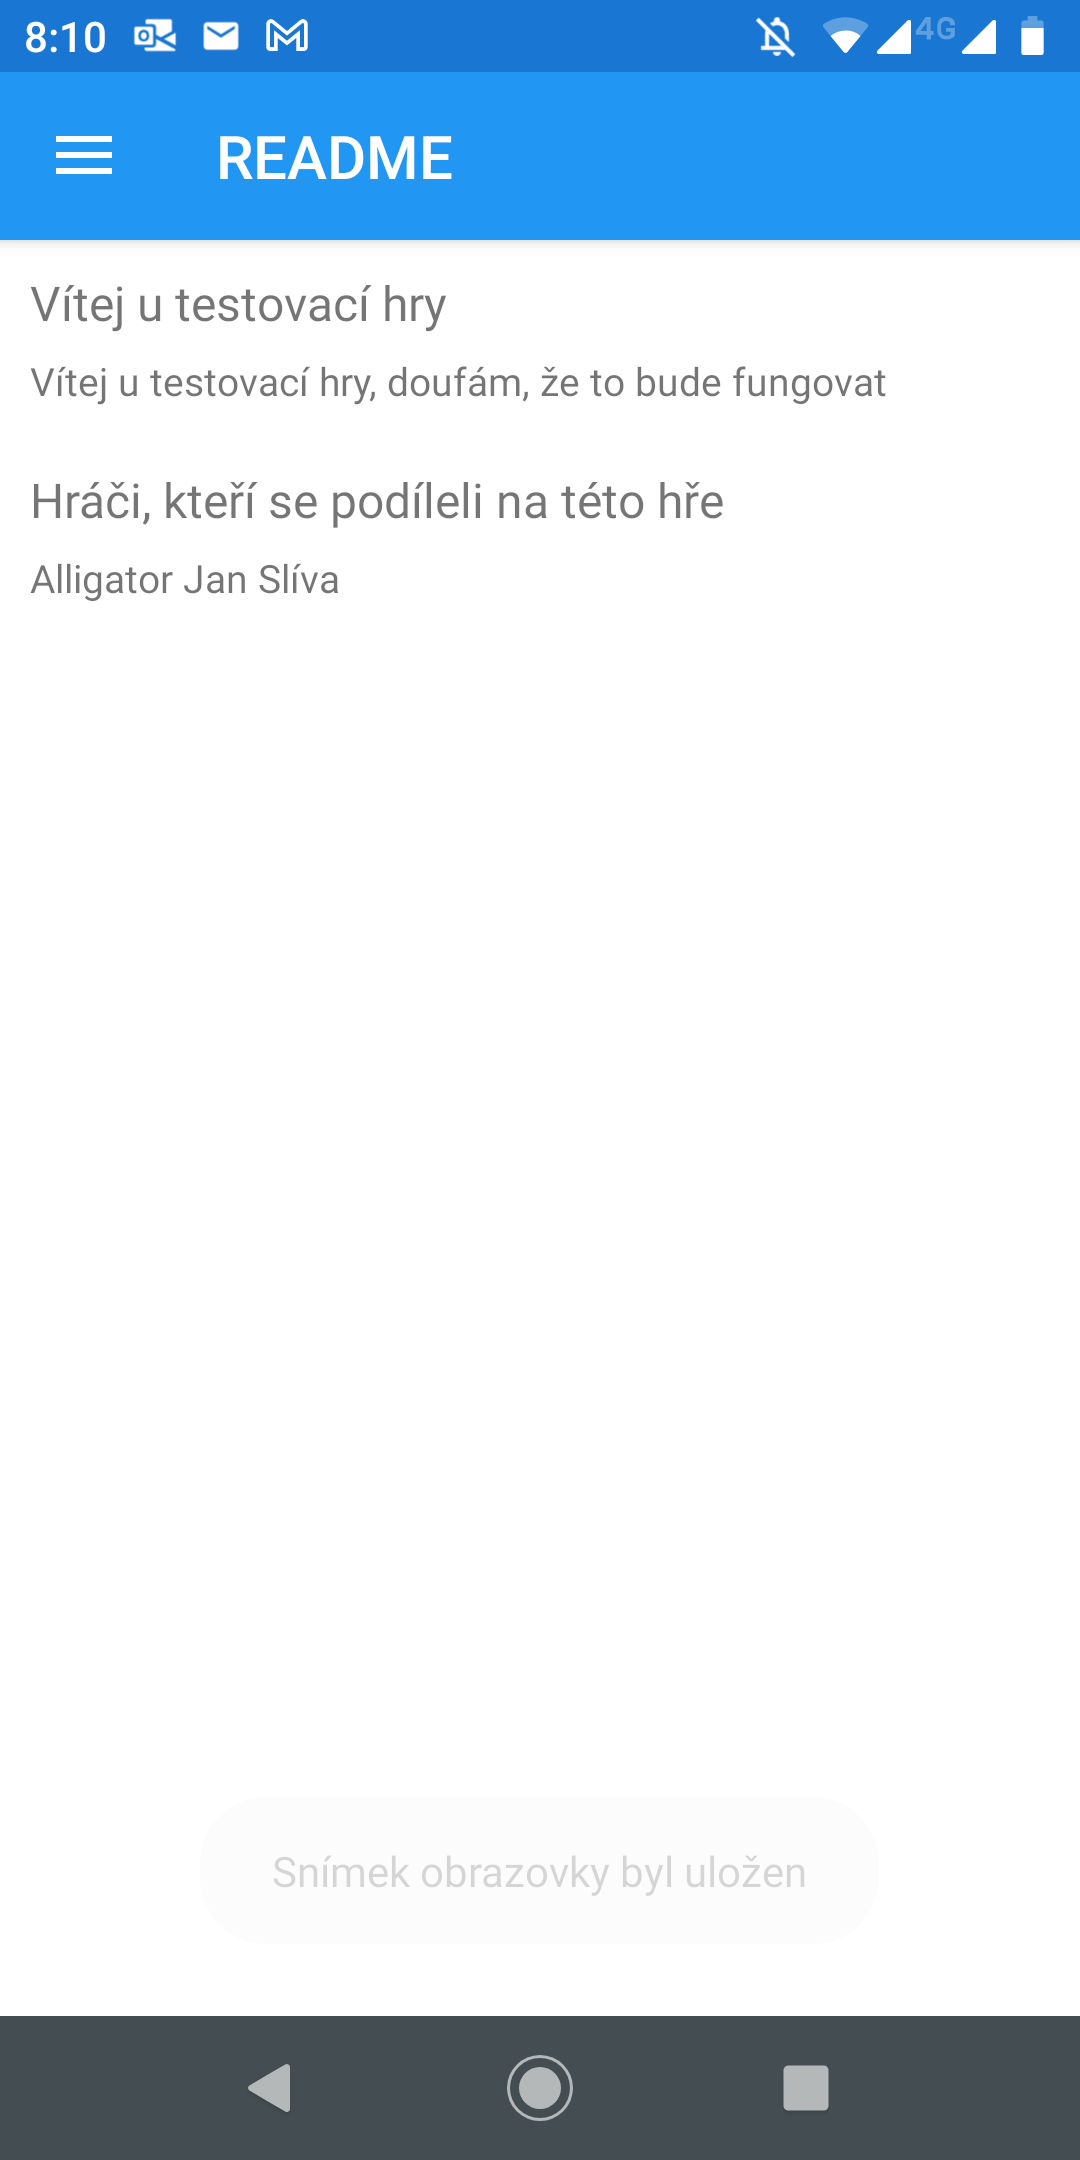 8:10
4G
README
Vítej u testovací hry
Vítej u testovací hry, doufám, že to bude fungovat
Hráči, kteří se podíleli na této hře
Alligator Jan Slíva
Snímek obrazovky byl uložen